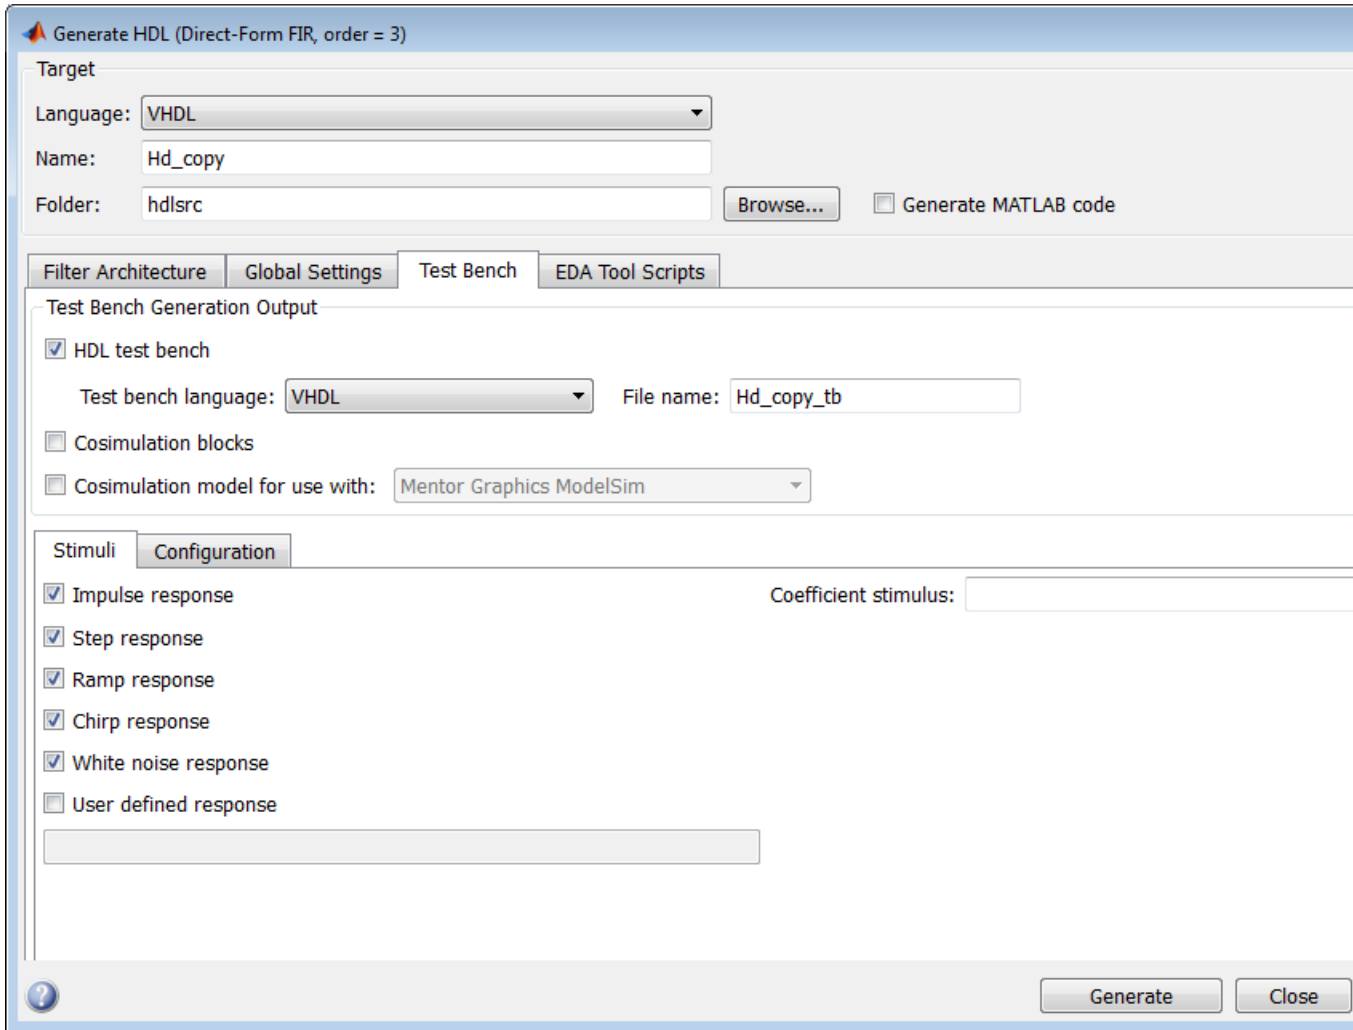 Generate HDL (Direct-Form FIR, order = 3)
Target
Language: VHDL
Name: Hd_copy
Folder: hdlsrc Browse... Generate MATLAB code
Filter Architecture Global Settings Test Bench EDA Tool Scripts
Test Bench Generation Output
HDL test bench
Test bench language: VHDL File name: Hd_copy_tb
Cosimulation blocks
Cosimulation model for use with: Mentor Graphics ModelSim
Stimuli Configuration
Impulse response Coefficient stimulus:
Step response
Ramp response
Chirp response
White noise response
User defined response
? Generate Close